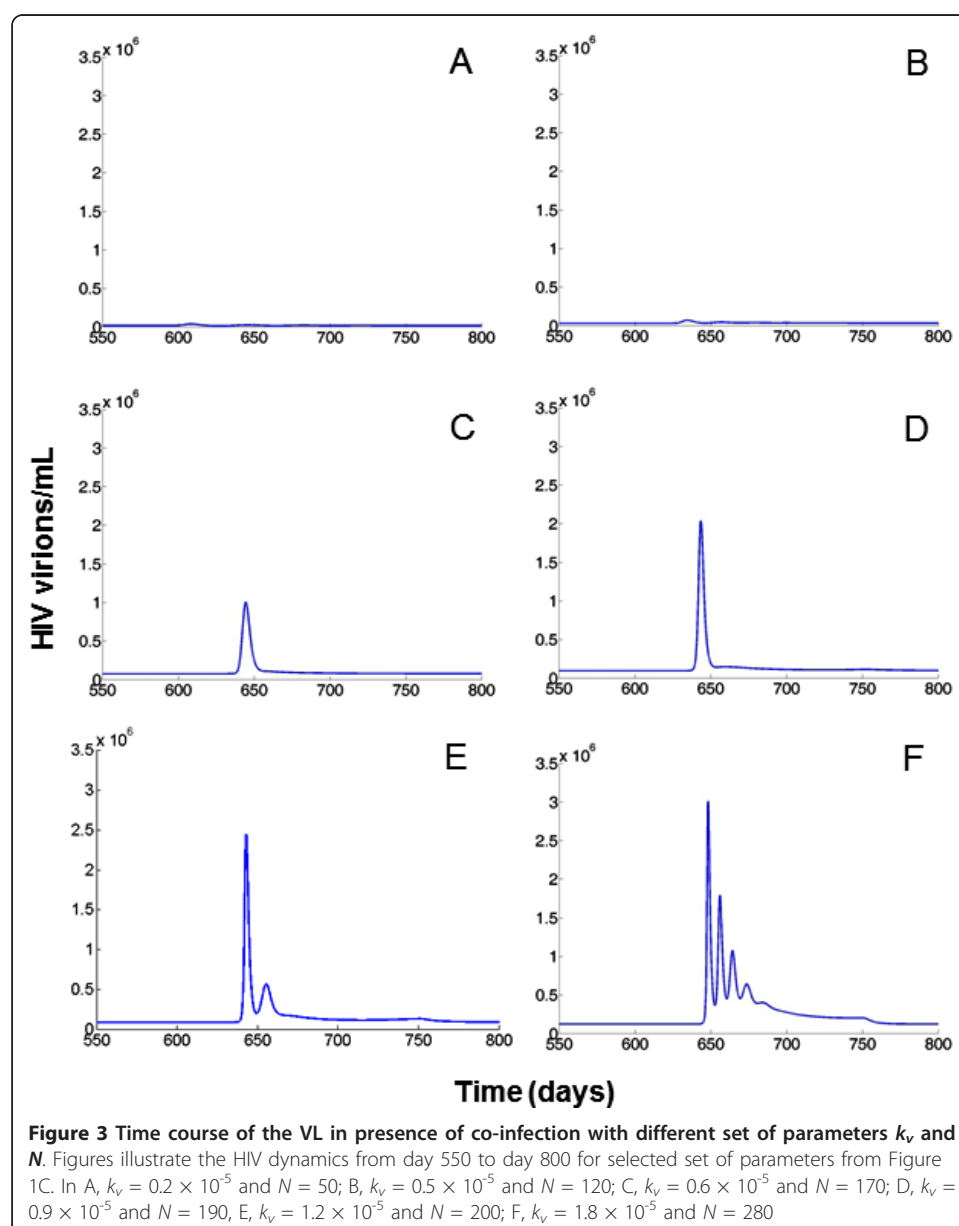 A
3.5 x 10^6
3
2.5
2
1.5
1
0.5
0
550 600 650 700 750 800
B
3.5 x 10^6
3
2.5
2
1.5
1
0.5
0
550 600 650 700 750 800
C
3.5 x 10^6
3
2.5
2
1.5
1
0.5
0
550 600 650 700 750 800
D
3.5 x 10^6
3
2.5
2
1.5
1
0.5
0
550 600 650 700 750 800
HIV virions/mL
E
3.5 x 10^6
3
2.5
2
1.5
1
0.5
0
550 600 650 700 750 800
F
3.5 x 10^6
3
2.5
2
1.5
1
0.5
0
550 600 650 700 750 800
Time (days)
Figure 3 Time course of the VL in presence of co-infection with different set of parameters kᵥ and
N. Figures illustrate the HIV dynamics from day 550 to day 800 for selected set of parameters from Figure
1C. In A, kᵥ = 0.2 × 10⁻⁵ and N = 50; B, kᵥ = 0.5 × 10⁻⁵ and N = 120; C, kᵥ = 0.6 × 10⁻⁵ and N = 170; D, kᵥ =
0.9 × 10⁻⁵ and N = 190, E, kᵥ = 1.2 × 10⁻⁵ and N = 200; F, kᵥ = 1.8 × 10⁻⁵ and N = 280